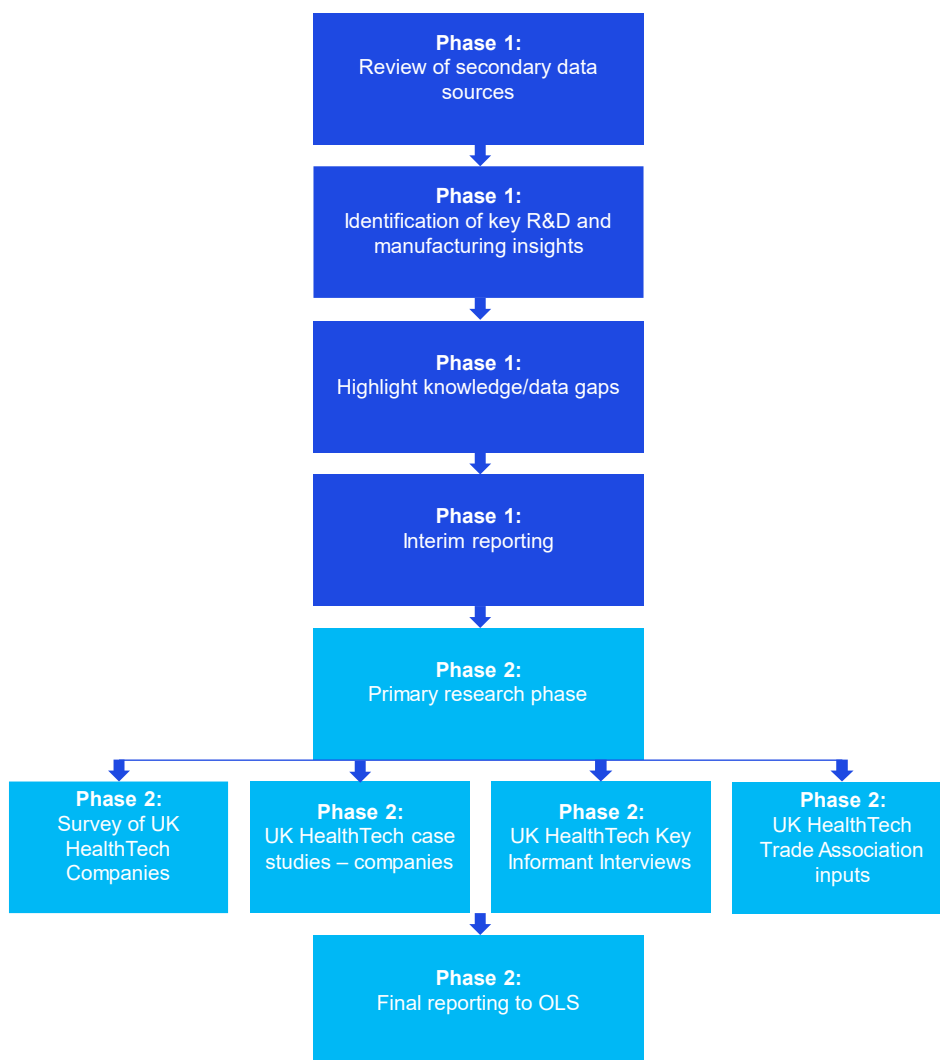 Phase 1:
Review of secondary data
sources
Phase 1:
Identification of key R&D and
manufacturing insights
Phase 1:
Highlight knowledge/data gaps
Phase 1:
Interim reporting
Phase 2:
Primary research phase
Phase 2:
Survey of UK
HealthTech
Companies
Phase 2:
UK HealthTech case
studies – companies
Phase 2:
UK HealthTech Key
Informant Interviews
Phase 2:
UK HealthTech
Trade Association
inputs
Phase 2:
Final reporting to OLS